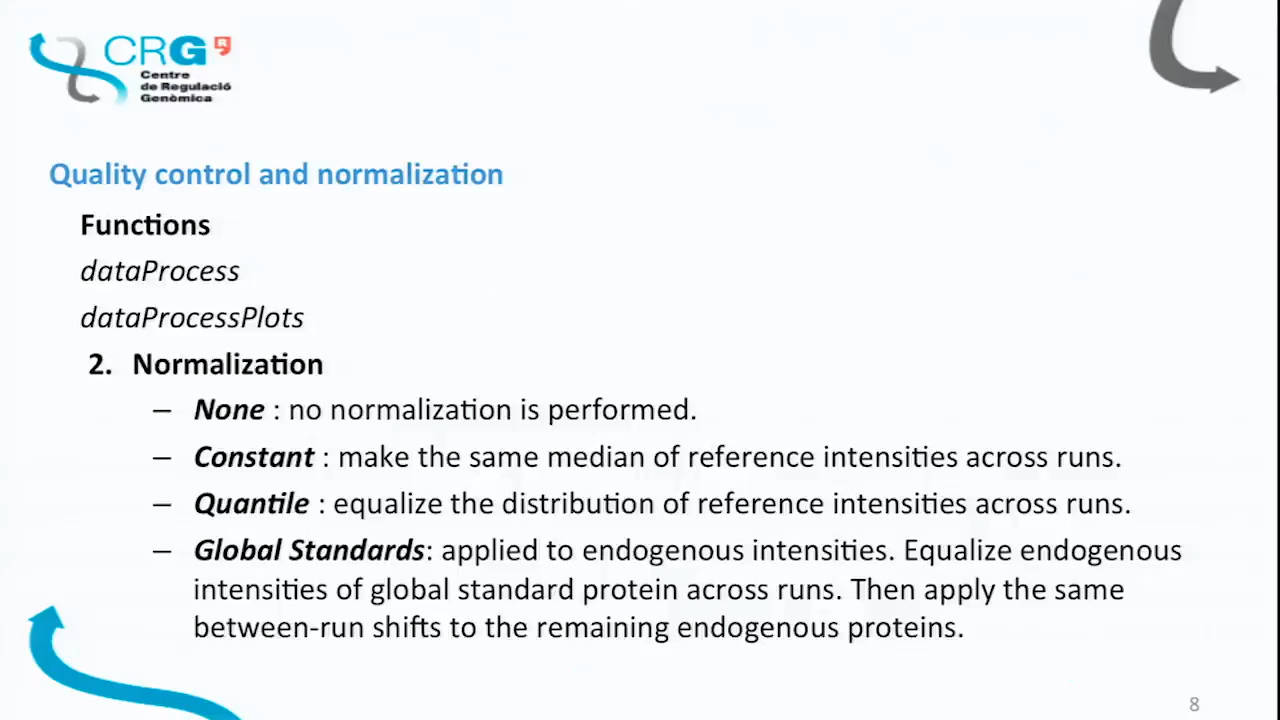 CRG
Centre
de Regulació
Genòmica
Quality control and normalization
Functions
dataProcess
dataProcessPlots
2. Normalization
– None : no normalization is performed.
– Constant : make the same median of reference intensities across runs.
– Quantile : equalize the distribution of reference intensities across runs.
– Global Standards: applied to endogenous intensities. Equalize endogenous
intensities of global standard protein across runs. Then apply the same
between-run shifts to the remaining endogenous proteins.
8